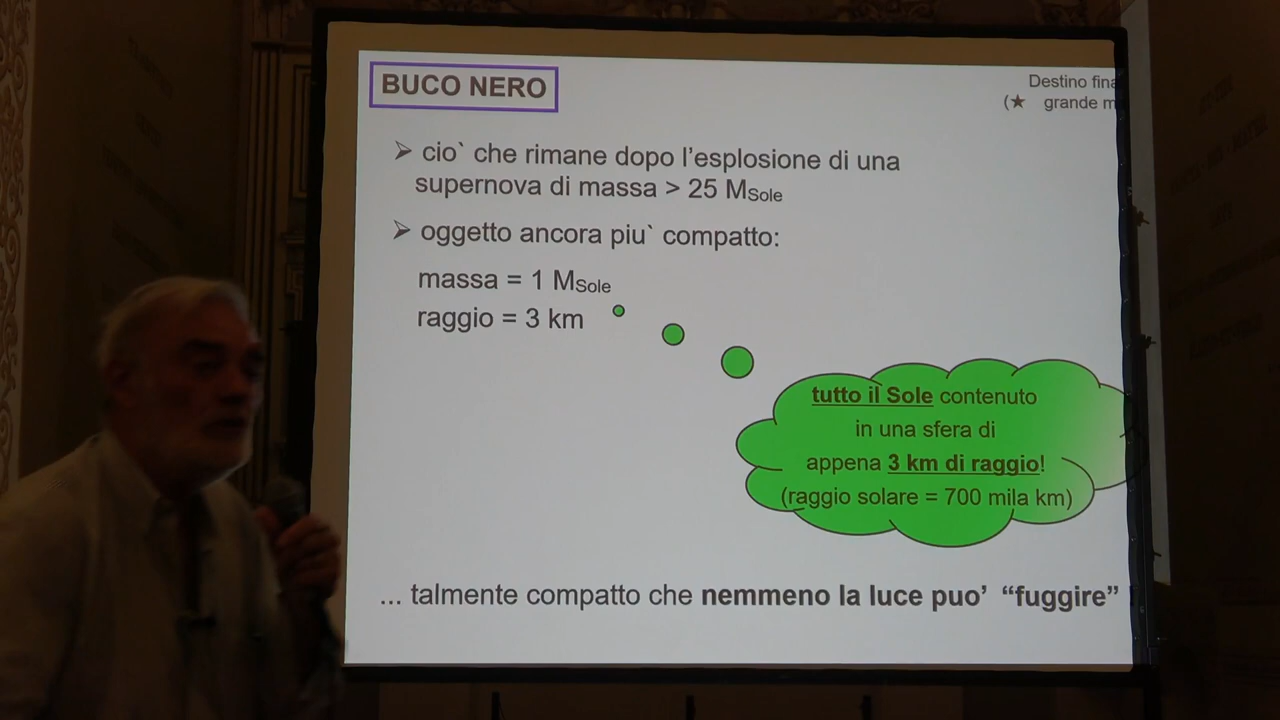 BUCO NERO
Destino fina
(★ grande m
➢ cio` che rimane dopo l'esplosione di una
supernova di massa > 25 MSole
➢ oggetto ancora piu` compatto:
massa = 1 MSole
raggio = 3 km
tutto il Sole contenuto
in una sfera di
appena 3 km di raggio!
(raggio solare = 700 mila km)
... talmente compatto che nemmeno la luce puo' “fuggire”